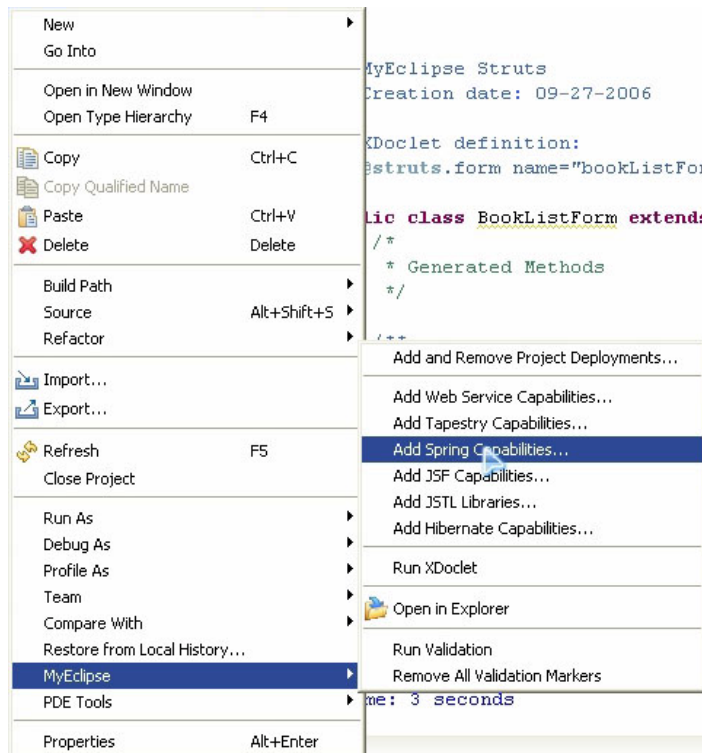 New
Go Into
Open in New Window
Open Type Hierarchy F4
Copy Ctrl+C
Copy Qualified Name
Paste Ctrl+V
Delete Delete
Build Path
Source Alt+Shift+S
Refactor
Import...
Export...
Refresh F5
Close Project
Run As
Debug As
Profile As
Team
Compare With
Restore from Local History...
MyEclipse
PDE Tools
Properties Alt+Enter
MyEclipse Struts
Creation date: 09-27-2006
XDoclet definition:
@struts.form name="bookListFor
lic class BookListForm extends
/*
* Generated Methods
*/
/**
Add and Remove Project Deployments...
Add Web Service Capabilities...
Add Tapestry Capabilities...
Add Spring Capabilities...
Add JSF Capabilities...
Add JSTL Libraries...
Add Hibernate Capabilities...
Run XDoclet
Open in Explorer
Run Validation
Remove All Validation Markers
me: 3 seconds